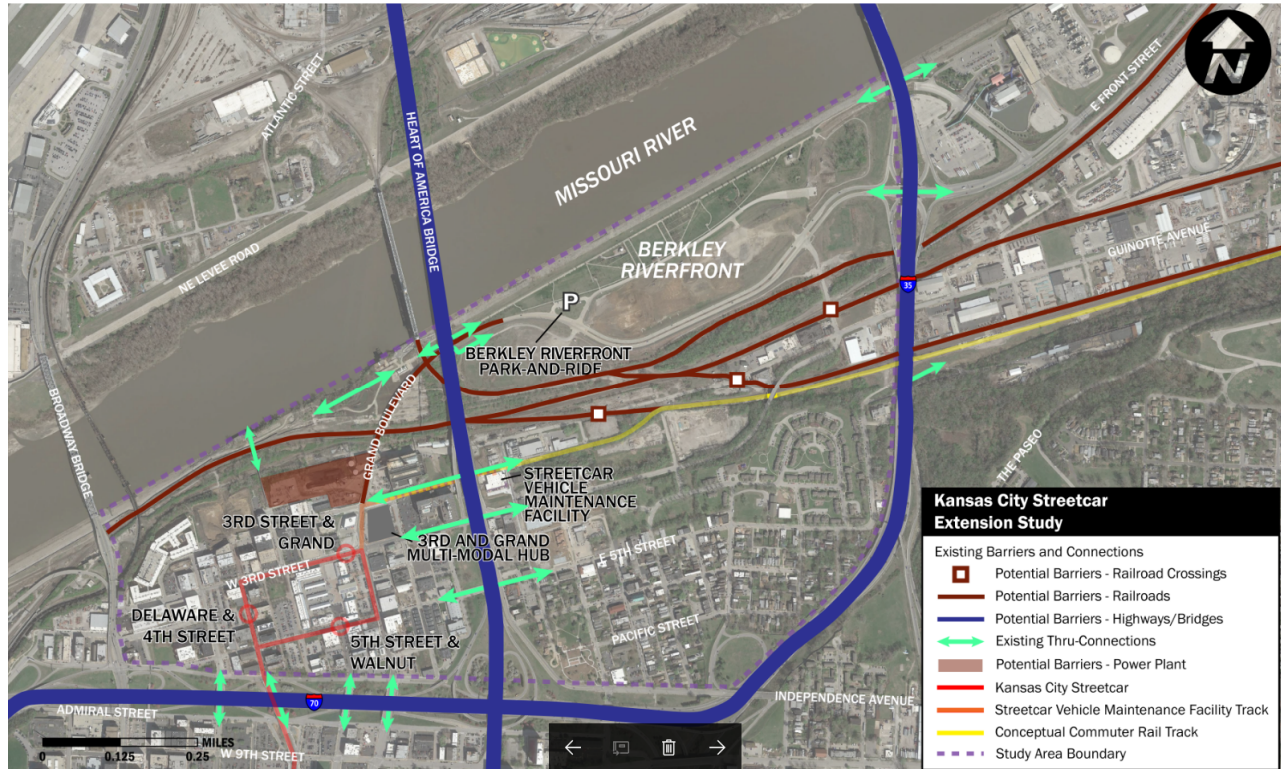 N
ATLANTIC STREET
HEART OF AMERICA BRIDGE
E FRONT STREET
MISSOURI RIVER
NE LEVEE ROAD
BERKLEY
RIVERFRONT
GUINOTTE AVENUE
35
P
BERKLEY RIVERFRONT
PARK-AND-RIDE
BROADWAY BRIDGE
GRAND BOULEVARD
THE PASEO
STREETCAR
VEHICLE
MAINTENANCE
FACILITY
3RD STREET &
GRAND
3RD AND GRAND
MULTI-MODAL HUB
E 5TH STREET
W 3RD STREET
DELAWARE &
4TH STREET
PACIFIC STREET
5TH STREET &
WALNUT
INDEPENDENCE AVENUE
70
ADMIRAL STREET
W 9TH STREET
MILES
0 0.125 0.25
Kansas City Streetcar
Extension Study
Existing Barriers and Connections
Potential Barriers - Railroad Crossings
Potential Barriers - Railroads
Potential Barriers - Highways/Bridges
Existing Thru-Connections
Potential Barriers - Power Plant
Kansas City Streetcar
Streetcar Vehicle Maintenance Facility Track
Conceptual Commuter Rail Track
Study Area Boundary